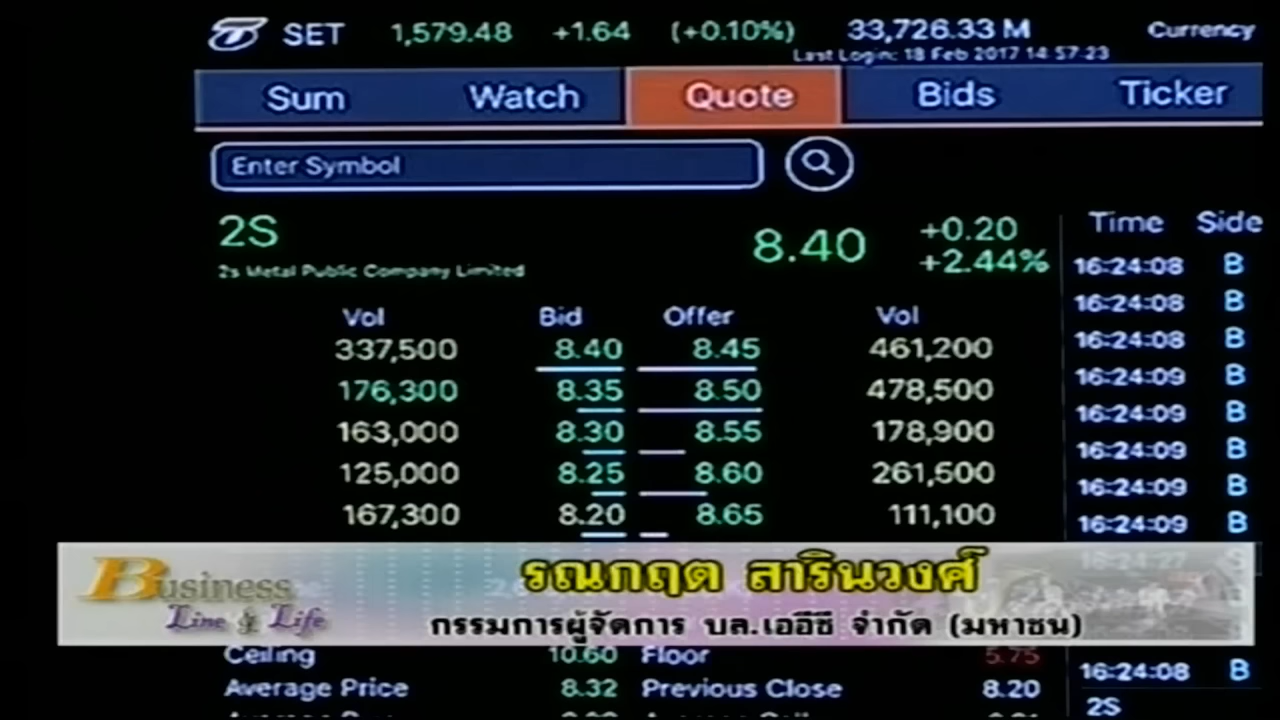 SET 1,579.48 +1.64 (+0.10%) 33,726.33 M Currency
Last Login: 18 Feb 2017 14:57:23
Sum Watch Quote Bids Ticker
Enter Symbol
2S 8.40 +0.20
+2.44%
2s Metal Public Company Limited
Time Side
16:24:08 B
16:24:08 B
16:24:08 B
16:24:09 B
16:24:09 B
16:24:09 B
16:24:09 B
16:24:09 B
Vol Bid Offer Vol
337,500 8.40 8.45 461,200
176,300 8.35 8.50 478,500
163,000 8.30 8.55 178,900
125,000 8.25 8.60 261,500
167,300 8.20 8.65 111,100
Business
Line & Life
รณกฤต สารินวงศ์
กรรมการผู้จัดการ บล.เออีซี จำกัด (มหาชน)
Ceiling 10.60 Floor 5.75
Average Price 8.32 Previous Close 8.20
16:24:08 B
2S